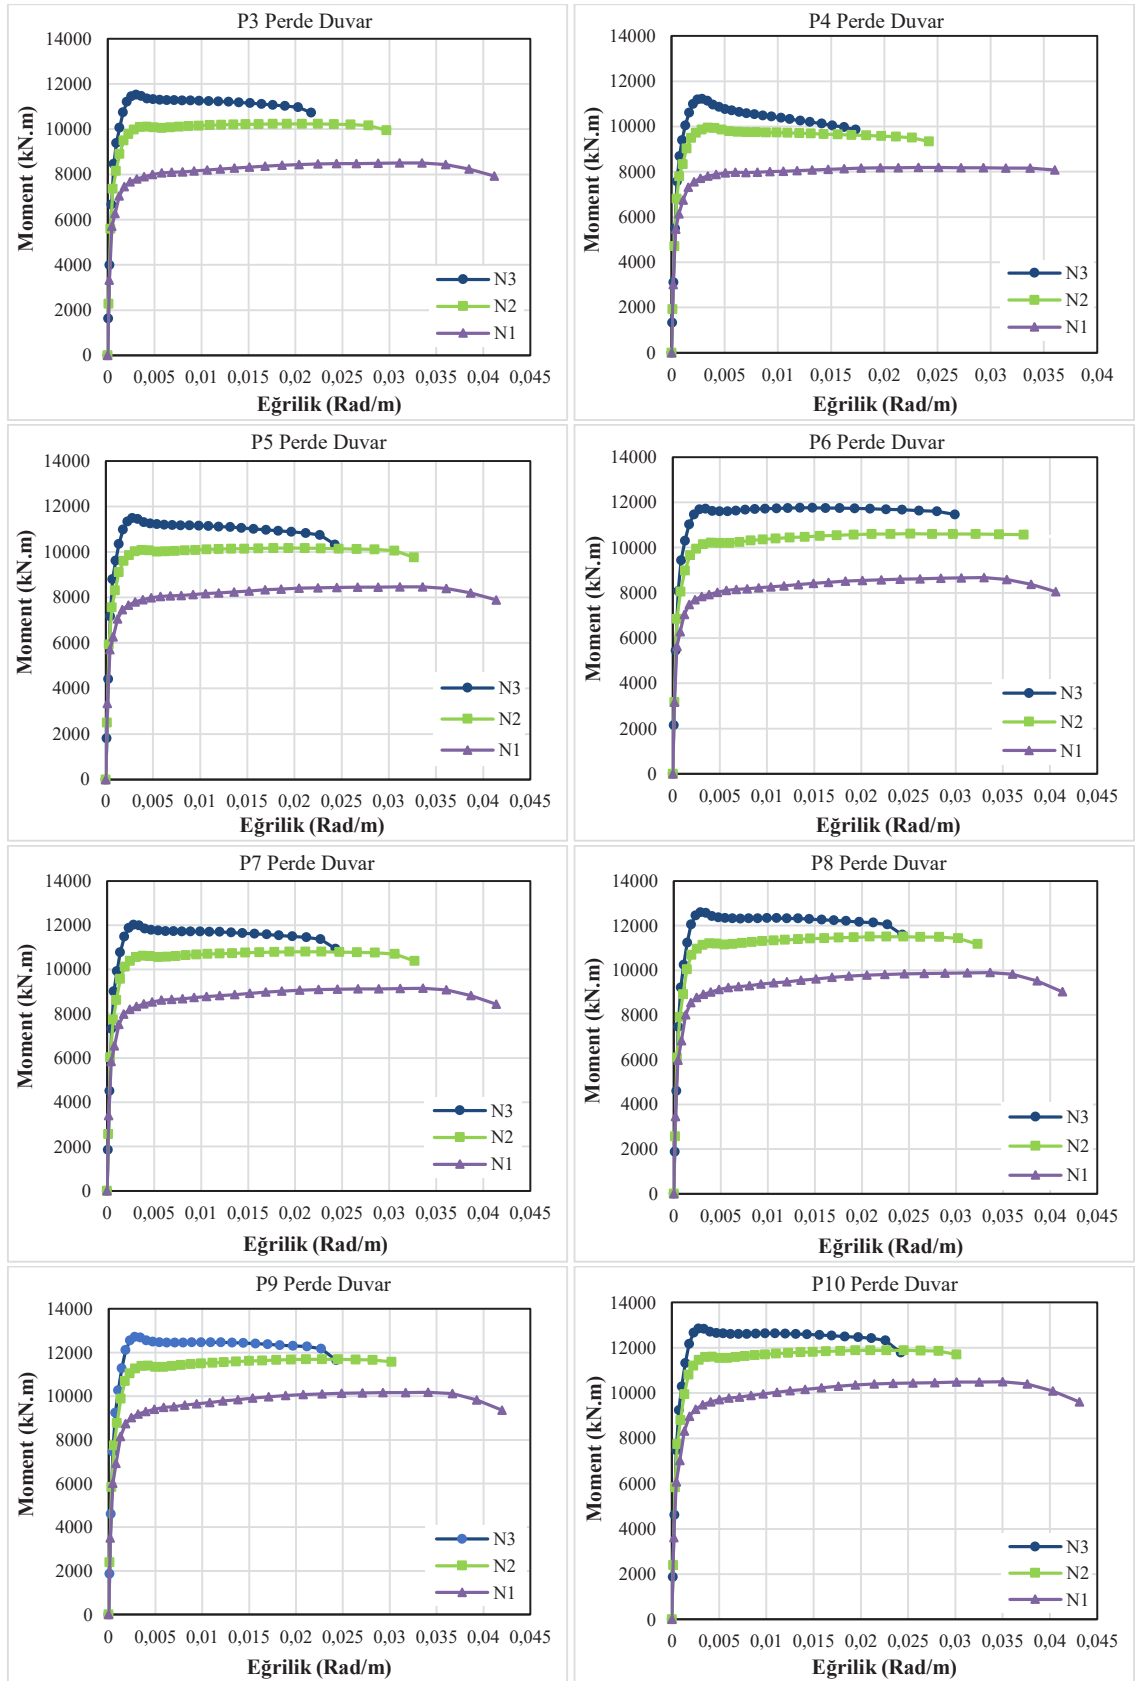 P3 Perde Duvar
14000
12000
10000
8000
6000
4000
2000
0
Moment (kN.m)
N3
N2
N1
0 0,005 0,01 0,015 0,02 0,025 0,03 0,035 0,04 0,045
Eğrilik (Rad/m)
P4 Perde Duvar
14000
12000
10000
8000
6000
4000
2000
0
Moment (kN.m)
N3
N2
N1
0 0,005 0,01 0,015 0,02 0,025 0,03 0,035 0,04
Eğrilik (Rad/m)
P5 Perde Duvar
14000
12000
10000
8000
6000
4000
2000
0
Moment (kN.m)
N3
N2
N1
0 0,005 0,01 0,015 0,02 0,025 0,03 0,035 0,04 0,045
Eğrilik (Rad/m)
P6 Perde Duvar
14000
12000
10000
8000
6000
4000
2000
0
Moment (kN.m)
N3
N2
N1
0 0,005 0,01 0,015 0,02 0,025 0,03 0,035 0,04 0,045
Eğrilik (Rad/m)
P7 Perde Duvar
14000
12000
10000
8000
6000
4000
2000
0
Moment (kN.m)
N3
N2
N1
0 0,005 0,01 0,015 0,02 0,025 0,03 0,035 0,04 0,045
Eğrilik (Rad/m)
P8 Perde Duvar
14000
12000
10000
8000
6000
4000
2000
0
Moment (kN.m)
N3
N2
N1
0 0,005 0,01 0,015 0,02 0,025 0,03 0,035 0,04 0,045
Eğrilik (Rad/m)
P9 Perde Duvar
14000
12000
10000
8000
6000
4000
2000
0
Moment (kN.m)
N3
N2
N1
0 0,005 0,01 0,015 0,02 0,025 0,03 0,035 0,04 0,045
Eğrilik (Rad/m)
P10 Perde Duvar
14000
12000
10000
8000
6000
4000
2000
0
Moment (kN.m)
N3
N2
N1
0 0,005 0,01 0,015 0,02 0,025 0,03 0,035 0,04 0,045
Eğrilik (Rad/m)